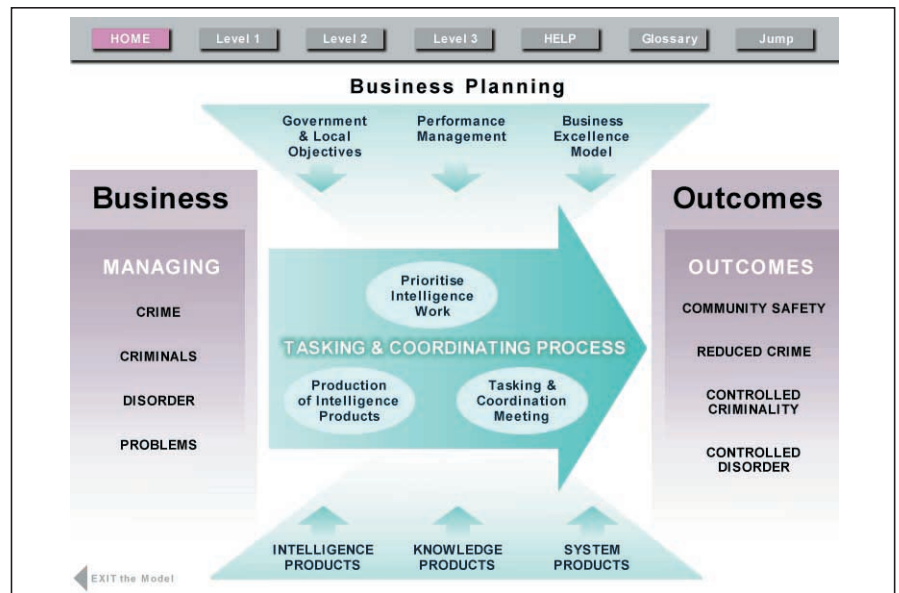 HOME Level 1 Level 2 Level 3 HELP Glossary Jump
Business Planning
Government
& Local
Objectives
Performance
Management
Business
Excellence
Model
Business
MANAGING
CRIME
CRIMINALS
DISORDER
PROBLEMS
Prioritise
Intelligence
Work
TASKING & COORDINATING PROCESS
Production
of Intelligence
Products
Tasking &
Coordination
Meeting
Outcomes
OUTCOMES
COMMUNITY SAFETY
REDUCED CRIME
CONTROLLED
CRIMINALITY
CONTROLLED
DISORDER
INTELLIGENCE
PRODUCTS
KNOWLEDGE
PRODUCTS
SYSTEM
PRODUCTS
EXIT the Model